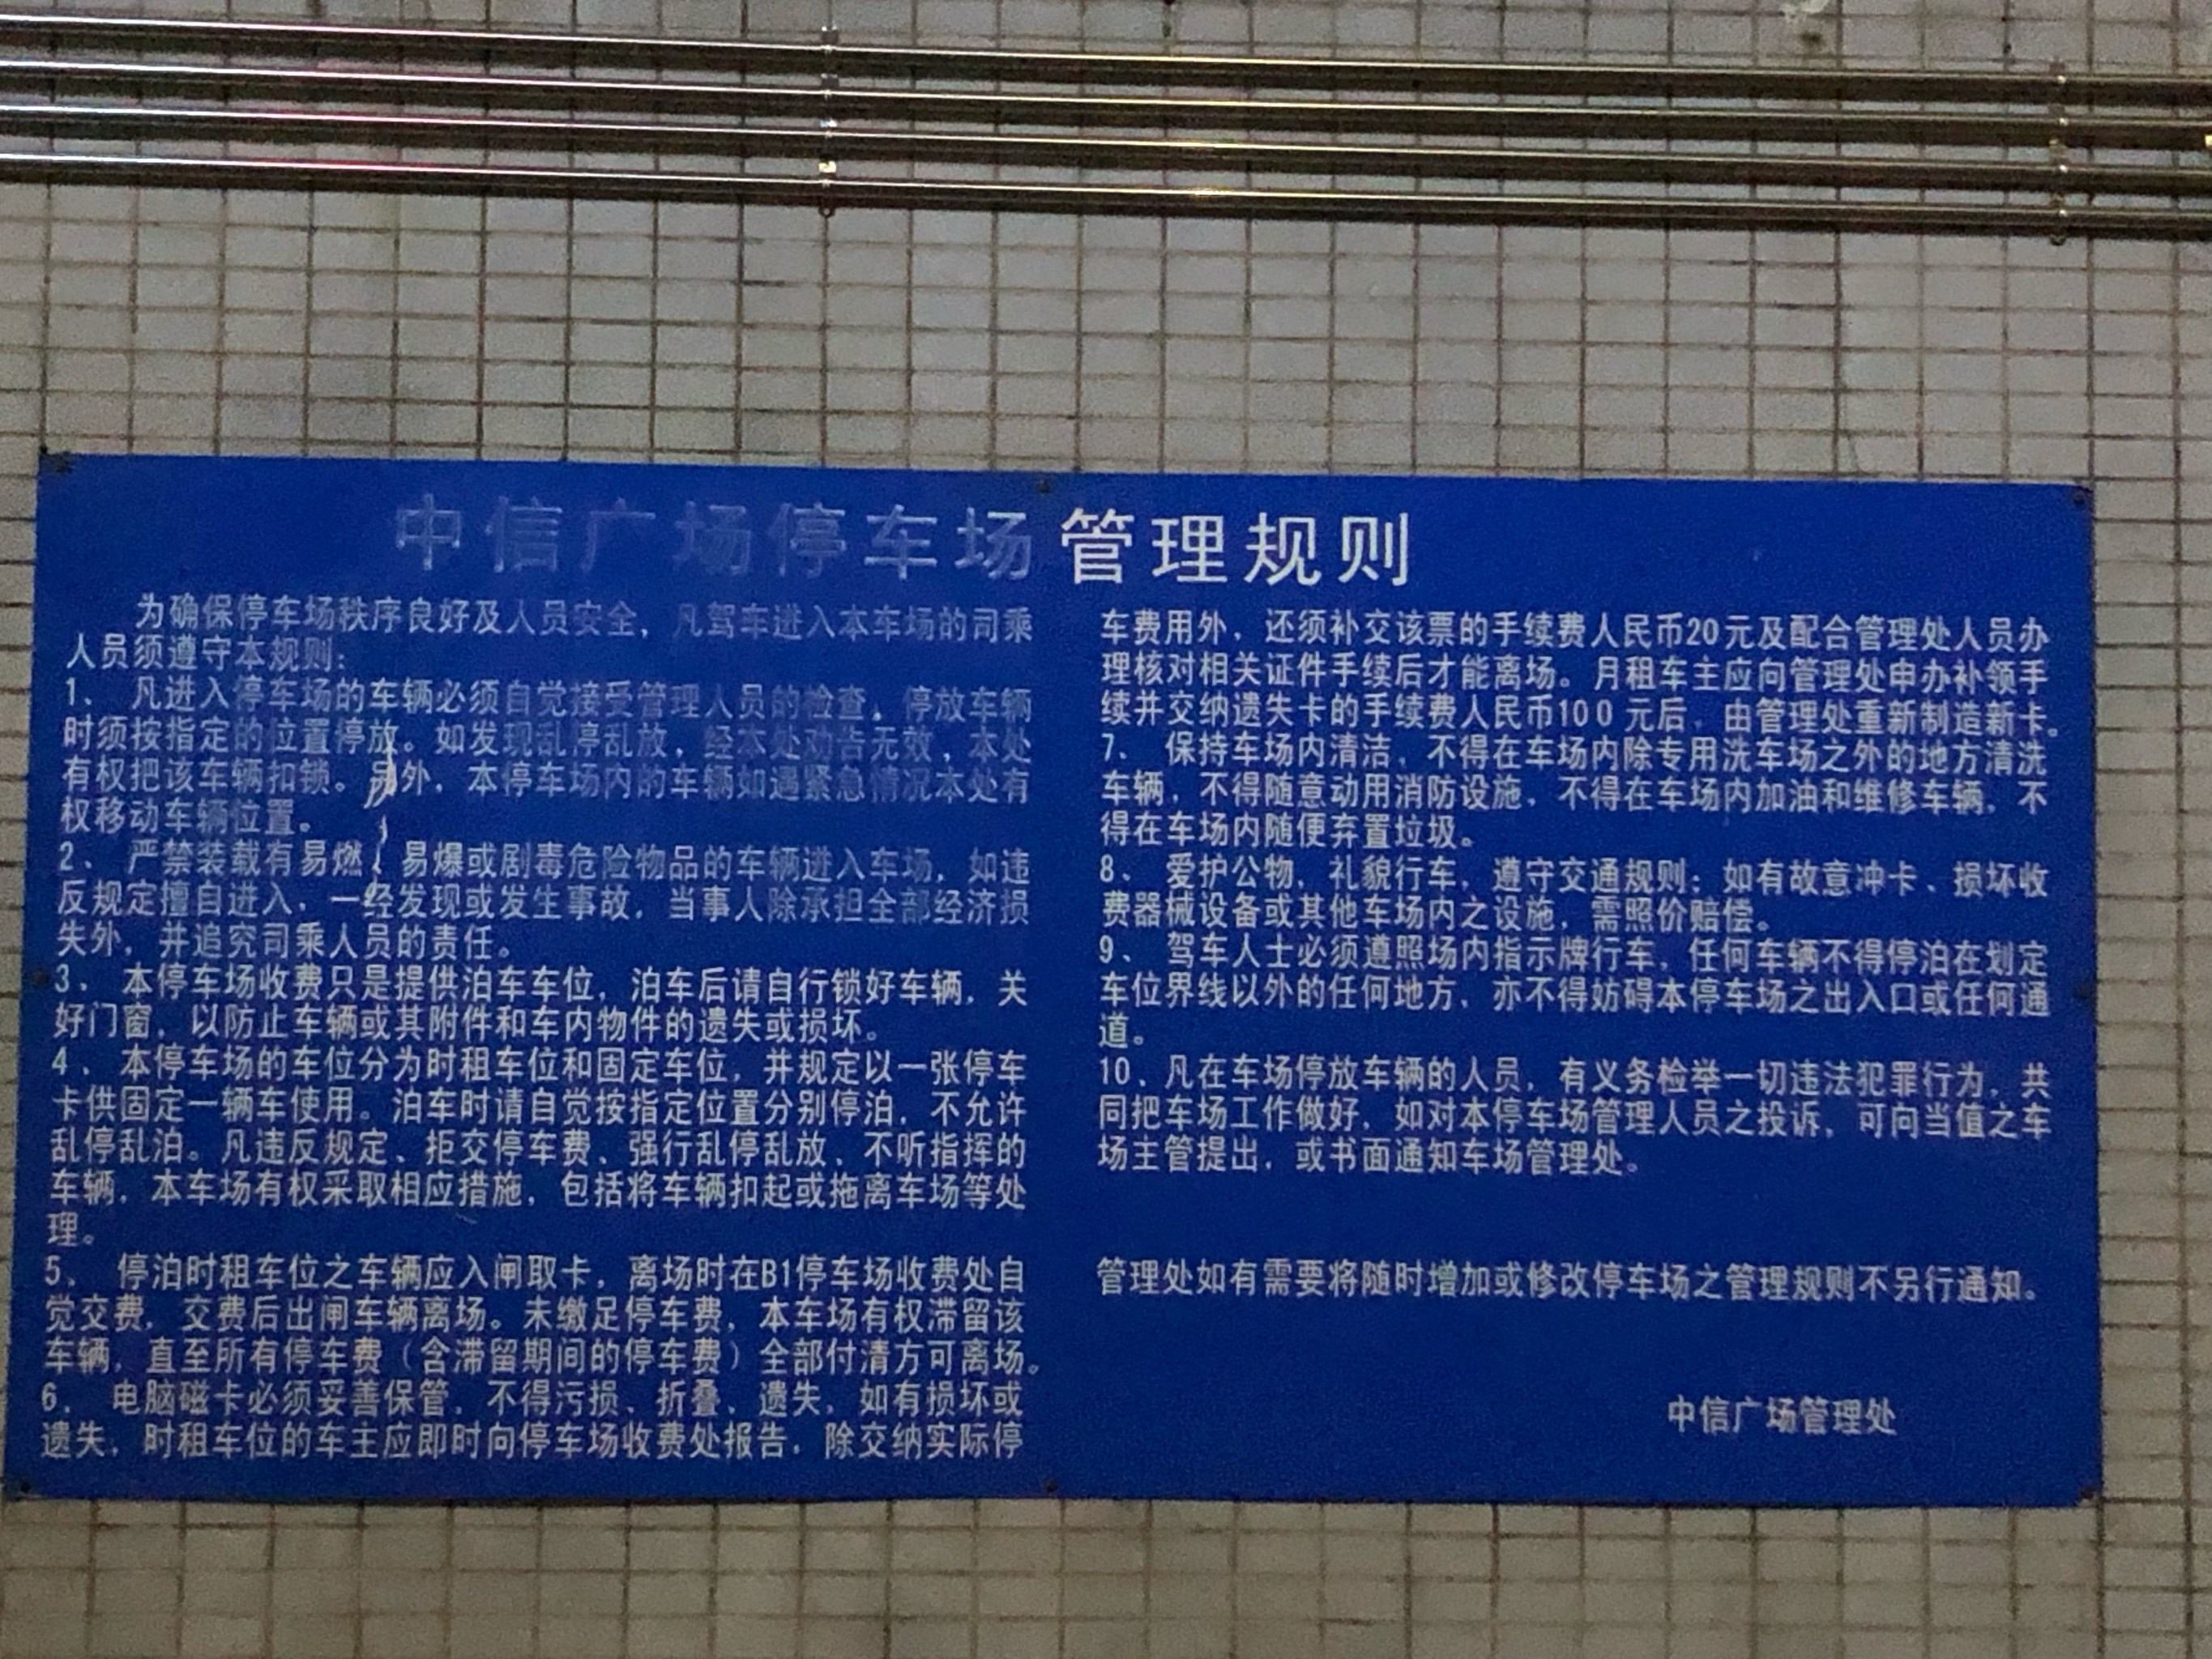 中信广场停车场管理规则
为确保停车场秩序良好及人员安全，凡驾车进入本车场的司乘
人员须遵守本规则：
1、凡进入停车场的车辆必须自觉接受管理人员的检查，停放车辆
时须按指定的位置停放。如发现乱停乱放，经本处劝告无效，本处
有权把该车辆扣锁。另外，本停车场内的车辆如遇紧急情况本处有
权移动车辆位置。
2、严禁装载有易燃、易爆或剧毒危险物品的车辆进入车场，如违
反规定擅自进入，一经发现或发生事故，当事人除承担全部经济损
失外，并追究司乘人员的责任。
3、本停车场收费只是提供泊车车位，泊车后请自行锁好车辆，关
好门窗，以防止车辆或其附件和车内物件的遗失或损坏。
4、本停车场的车位分为时租车位和固定车位，并规定以一张停车
卡供固定一辆车使用。泊车时请自觉按指定位置分别停泊，不允许
乱停乱泊。凡违反规定、拒交停车费、强行乱停乱放、不听指挥的
车辆，本车场有权采取相应措施，包括将车辆扣起或拖离车场等处
理。
5、停泊时租车位之车辆应入闸取卡，离场时在B1停车场收费处自
觉交费，交费后出闸车辆离场。未缴足停车费，本车场有权滞留该
车辆，直至所有停车费（含滞留期间的停车费）全部付清方可离场。
6、电脑磁卡必须妥善保管，不得污损、折叠、遗失，如有损坏或
遗失，时租车位的车主应即时向停车场收费处报告，除交纳实际停
车费用外，还须补交该票的手续费人民币20元及配合管理处人员办
理核对相关证件手续后才能离场。月租车主应向管理处申办补领手
续并交纳遗失卡的手续费人民币100元后，由管理处重新制造新卡。
7、保持车场内清洁，不得在车场内除专用洗车场之外的地方清洗
车辆，不得随意动用消防设施，不得在车场内加油和维修车辆，不
得在车场内随便弃置垃圾。
8、爱护公物，礼貌行车，遵守交通规则；如有故意冲卡、损坏收
费器械设备或其他车场内之设施，需照价赔偿。
9、驾车人士必须遵照场内指示牌行车，任何车辆不得停泊在划定
车位界线以外的任何地方，亦不得妨碍本停车场之出入口或任何通
道。
10、凡在车场停放车辆的人员，有义务检举一切违法犯罪行为，共
同把车场工作做好，如对本停车场管理人员之投诉，可向当值之车
场主管提出，或书面通知车场管理处。
管理处如有需要将随时增加或修改停车场之管理规则不另行通知。
中信广场管理处